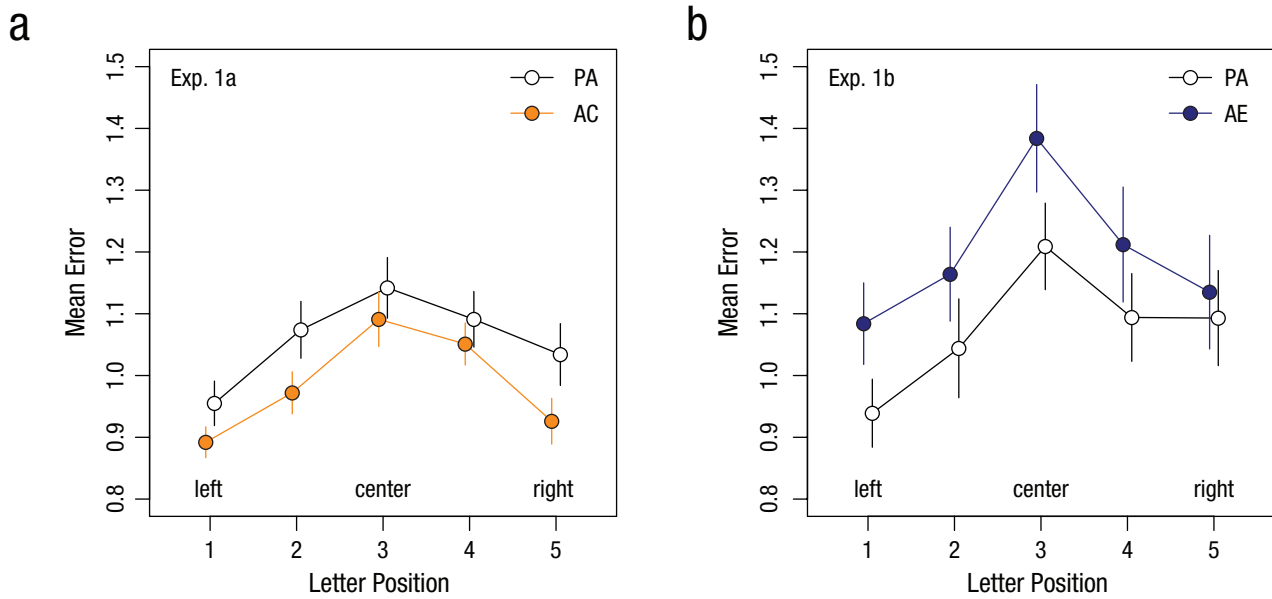 a
Exp. 1a
PA
AC
Mean Error
1.5
1.4
1.3
1.2
1.1
1.0
0.9
0.8
left center right
1 2 3 4 5
Letter Position
b
Exp. 1b
PA
AE
Mean Error
1.5
1.4
1.3
1.2
1.1
1.0
0.9
0.8
left center right
1 2 3 4 5
Letter Position